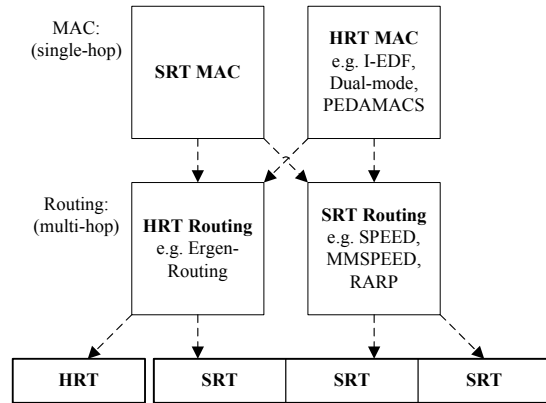 MAC:
(single-hop)
SRT MAC
HRT MAC
e.g. I-EDF,
Dual-mode,
PEDAMACS
Routing:
(multi-hop)
HRT Routing
e.g. Ergen-
Routing
SRT Routing
e.g. SPEED,
MMSPEED,
RARP
HRT
SRT
SRT
SRT